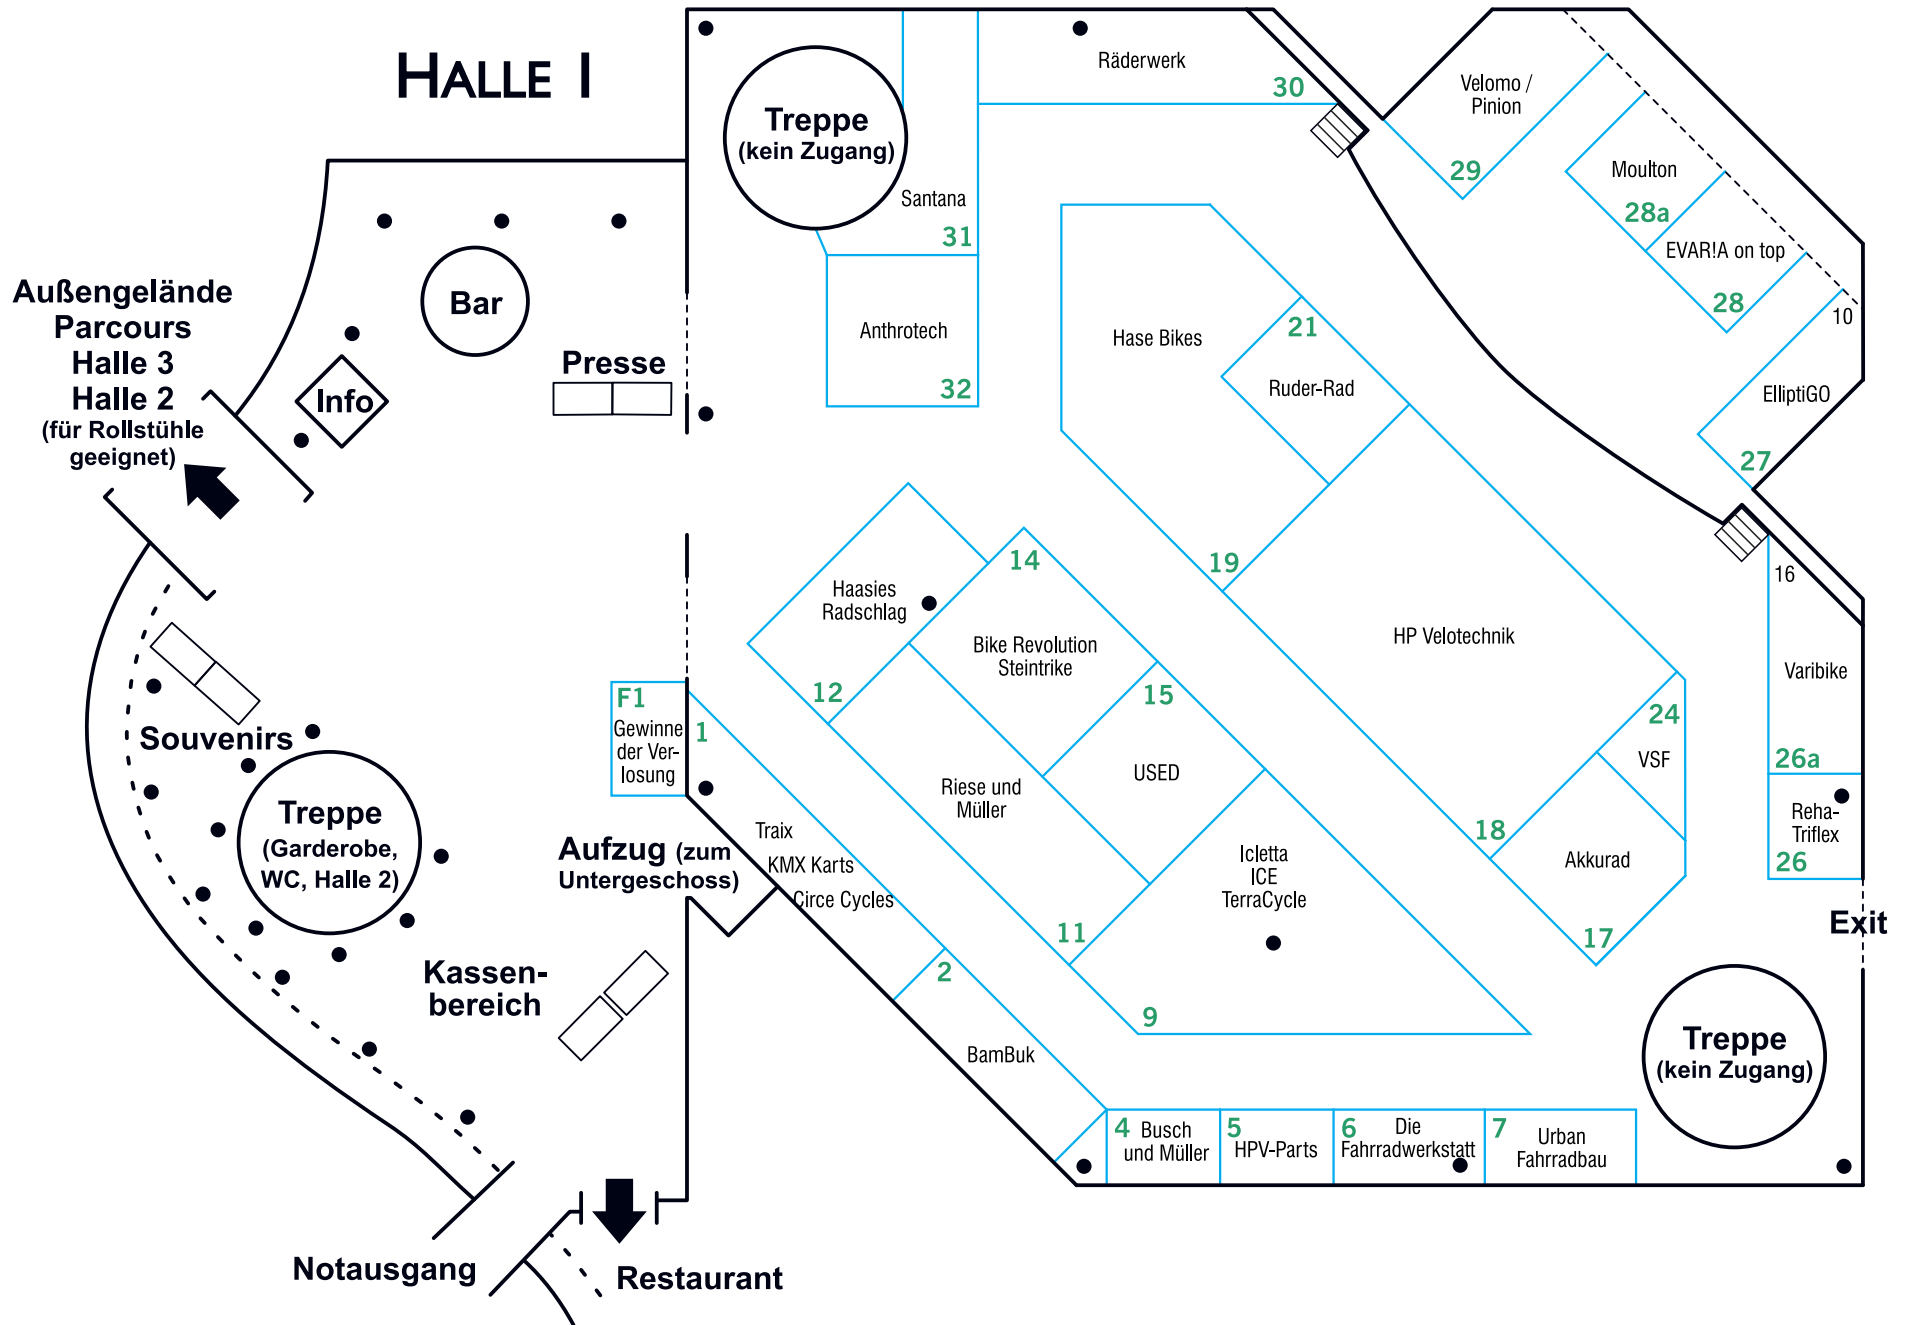 HALLE I
Räderwerk
30
Treppe
(kein Zugang)
Santana
31
Anthrotech
32
Velomo /
Pinion
29
Moulton
28a
EVAR!A on top
28
10
ElliptiGO
27
Bar
Außengelände
Parcours
Halle 3
Halle 2
(für Rollstühle
geeignet)
Info
Presse
Hase Bikes
21
Ruder-Rad
19
HP Velotechnik
18
16
Varibike
26a
Reha-
Triflex
26
24
VSF
Akkurad
17
Exit
Haasies
Radschlag
12
14
Bike Revolution
Steintrike
15
USED
Riese und
Müller
11
Icletta
ICE
TerraCycle
9
F1
Gewinne
der Ver-
losung
1
Traix
KMX Karts
Circe Cycles
2
BamBuk
Souvenirs
Treppe
(Garderobe,
WC, Halle 2)
Aufzug (zum
Untergeschoss)
Kassen-
bereich
4 Busch
und Müller
5
HPV-Parts
6 Die
Fahrradwerkstatt
7 Urban
Fahrradbau
Treppe
(kein Zugang)
Notausgang
Restaurant